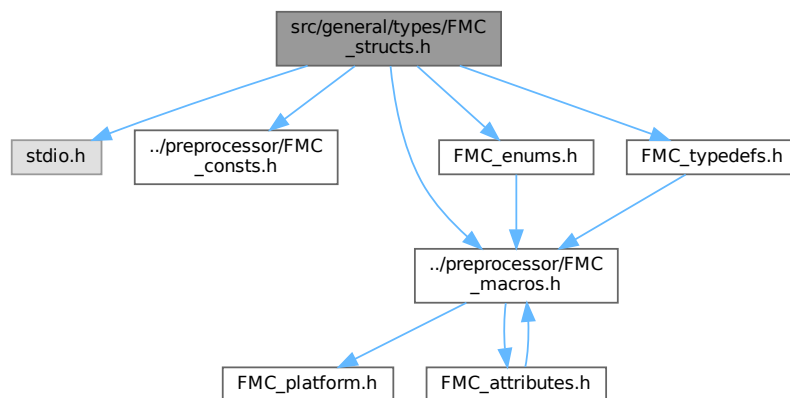 src/general/types/FMC
_structs.h
stdio.h
../preprocessor/FMC
_consts.h
FMC_enums.h
FMC_typedefs.h
../preprocessor/FMC
_macros.h
FMC_platform.h
FMC_attributes.h